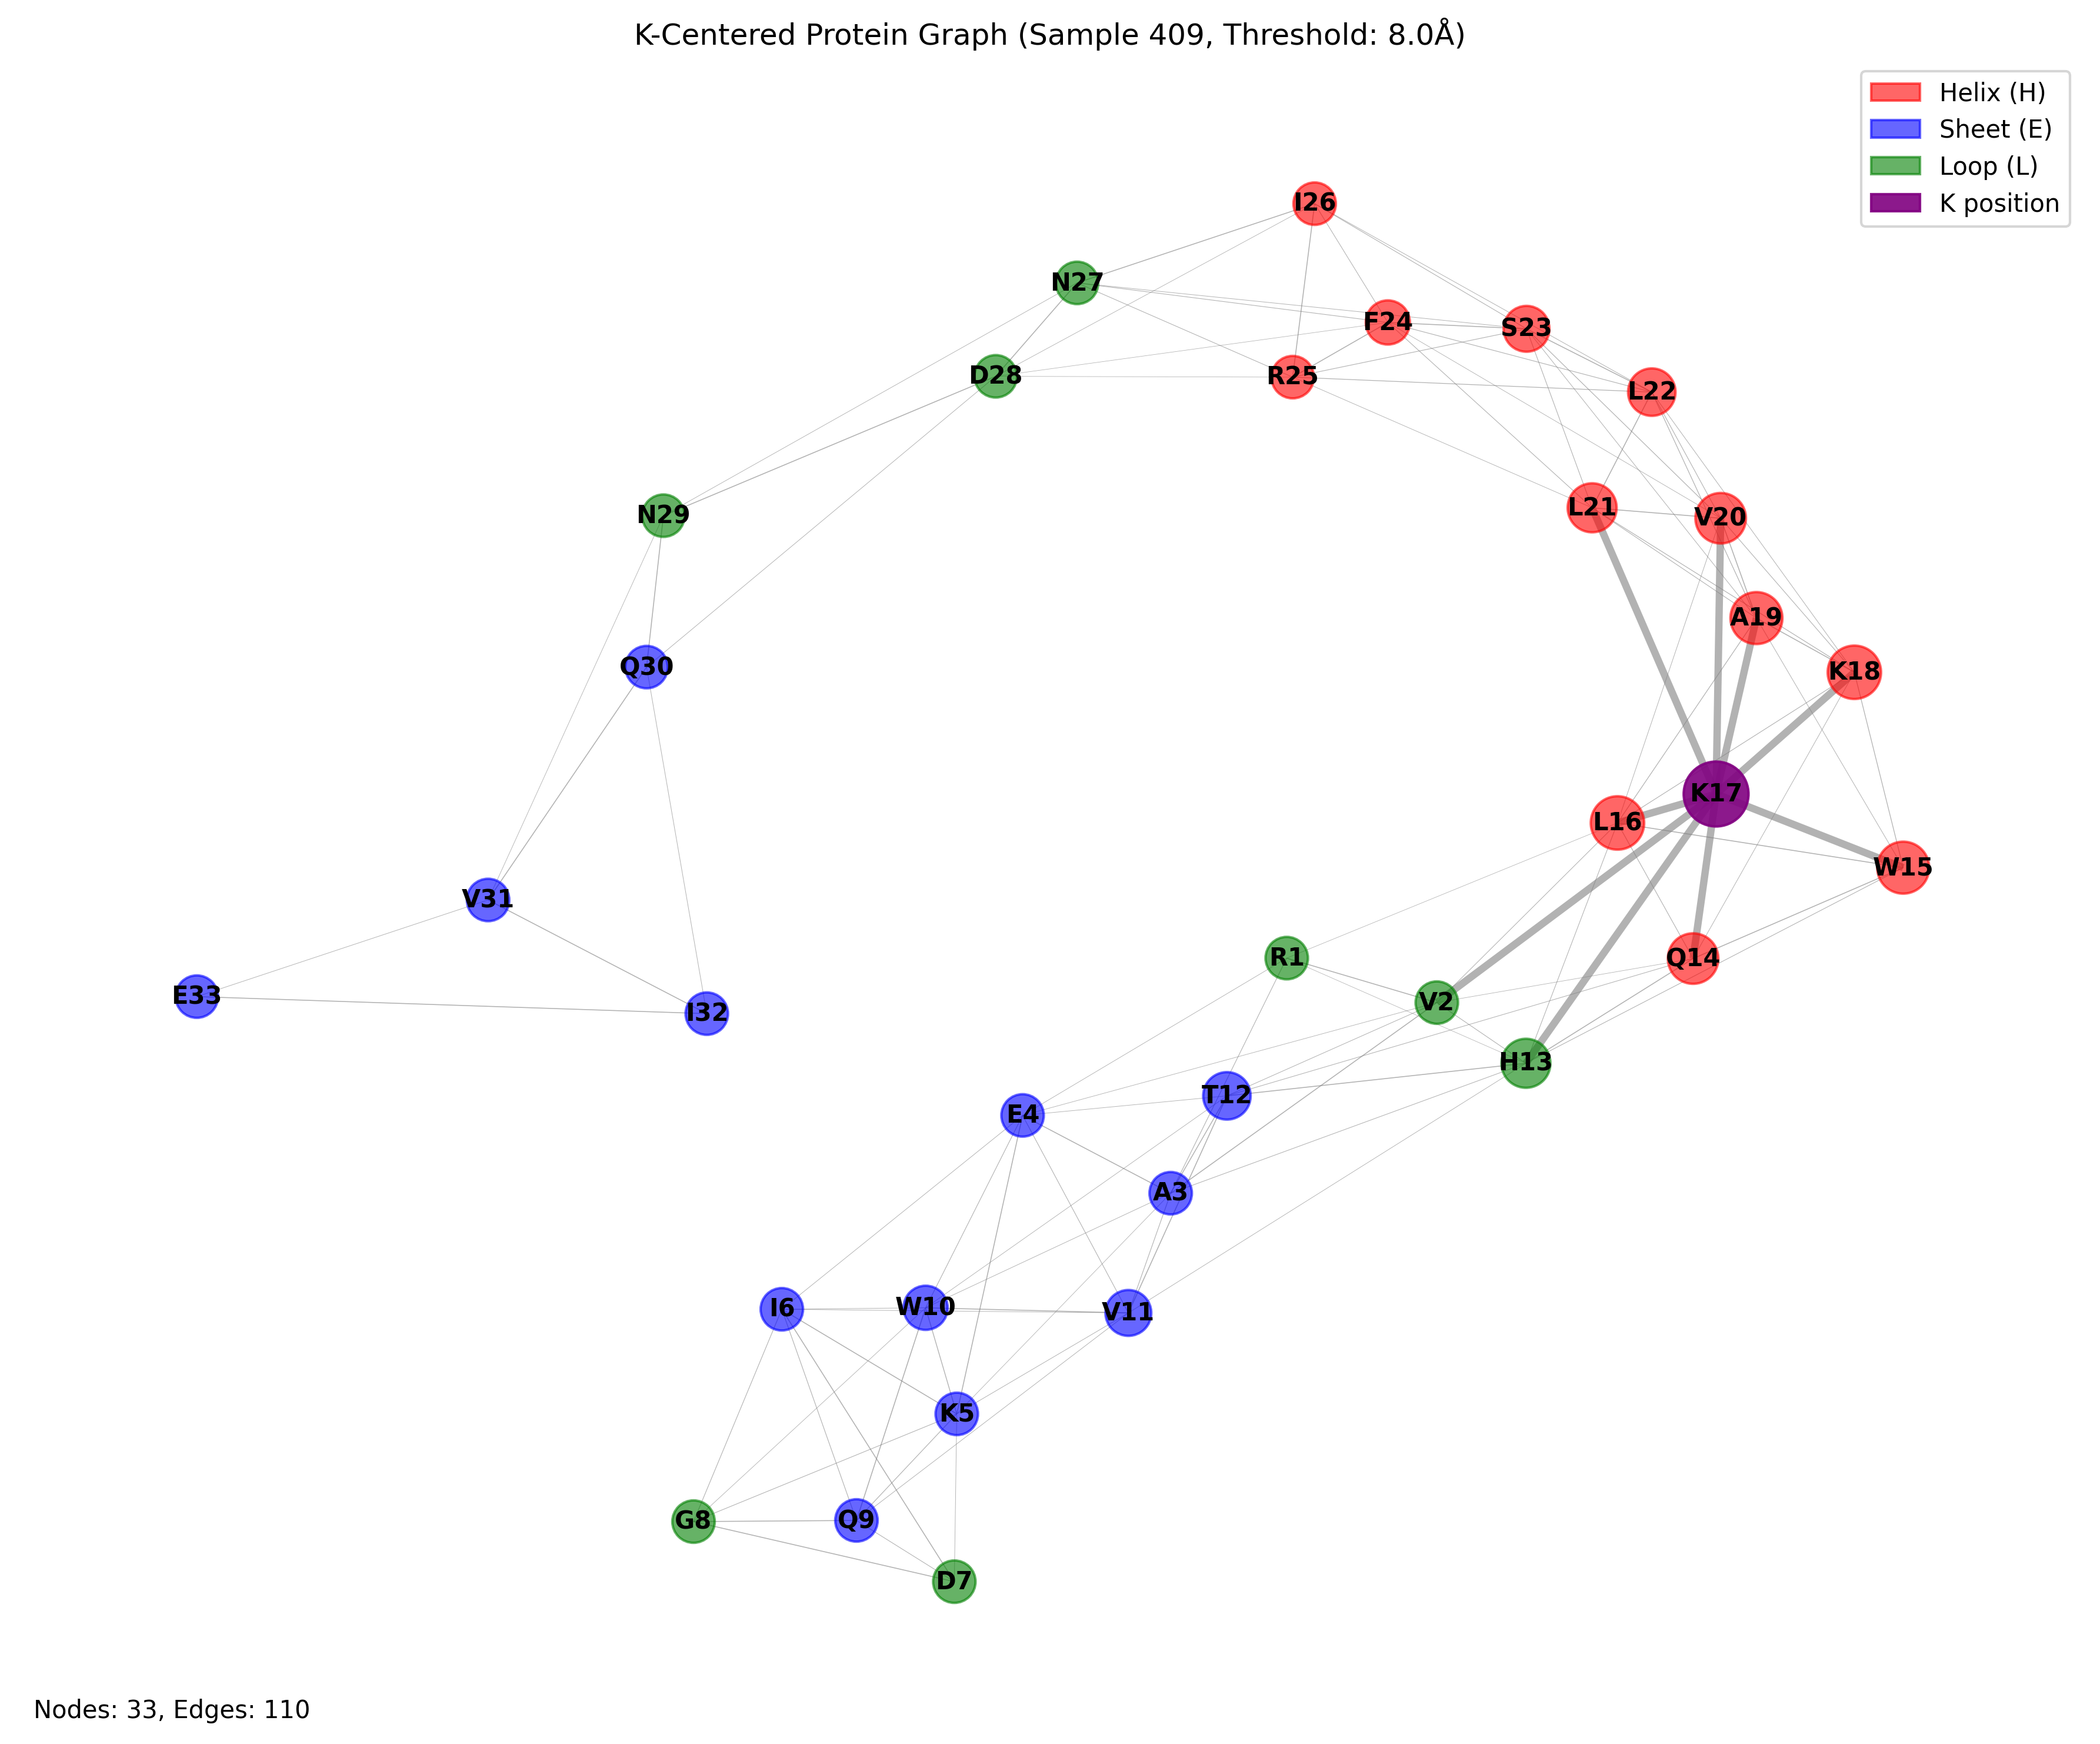 K-Centered Protein Graph (Sample 409, Threshold: 8.0Å)
Helix (H)
Sheet (E)
Loop (L)
K position
I26
N27
F24
S23
D28
R25
L22
L21
N29
V20
A19
Q30
K18
K17
L16
W15
V31
R1
Q14
E33
V2
I32
H13
T12
E4
A3
I6
W10
V11
K5
G8
Q9
D7
Nodes: 33, Edges: 110